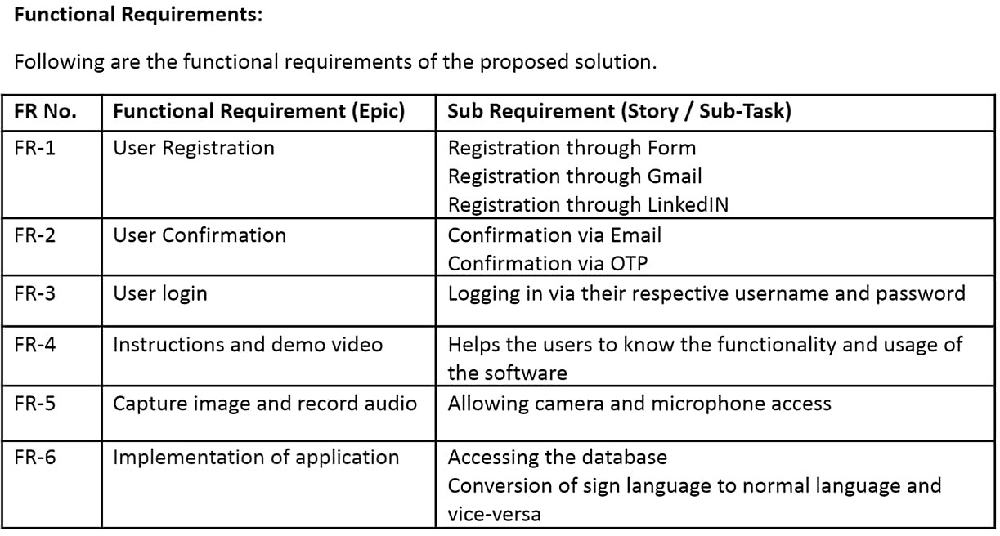 Functional Requirements:
Following are the functional requirements of the proposed solution.
FR No. Functional Requirement (Epic) Sub Requirement (Story / Sub-Task)
FR-1 User Registration Registration through Form
Registration through Gmail
Registration through LinkedIN
FR-2 User Confirmation Confirmation via Email
Confirmation via OTP
FR-3 User login Logging in via their respective username and password
FR-4 Instructions and demo video Helps the users to know the functionality and usage of
the software
FR-5 Capture image and record audio Allowing camera and microphone access
FR-6 Implementation of application Accessing the database
Conversion of sign language to normal language and
vice-versa